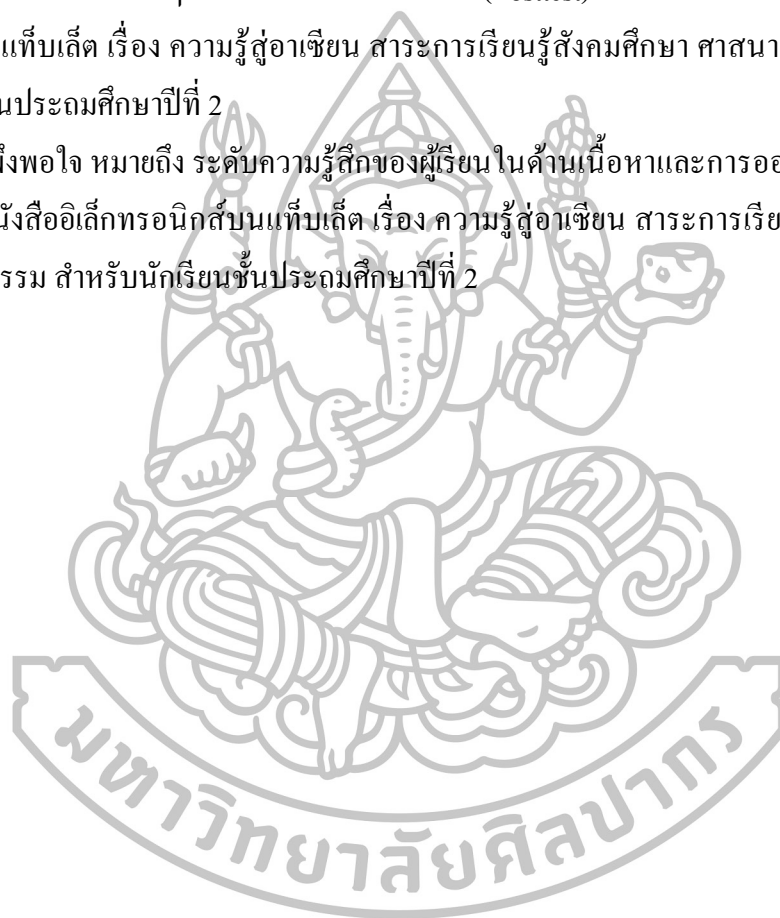 แท็บเล็ต เรื่อง ความรู้สู่อาเซียน สาระการเรียนรู้สังคมศึกษา ศาสนา
นประถมศึกษาปีที่ 2
พึงพอใจ หมายถึง ระดับความรู้สึกของผู้เรียนในด้านเนื้อหาและการออ
นังสืออิเล็กทรอนิกส์บนแท็บเล็ต เรื่อง ความรู้สู่อาเซียน สาระการเรีย
รรม สำหรับนักเรียนชั้นประถมศึกษาปีที่ 2
มหาวิทยาลัยศิลปากร